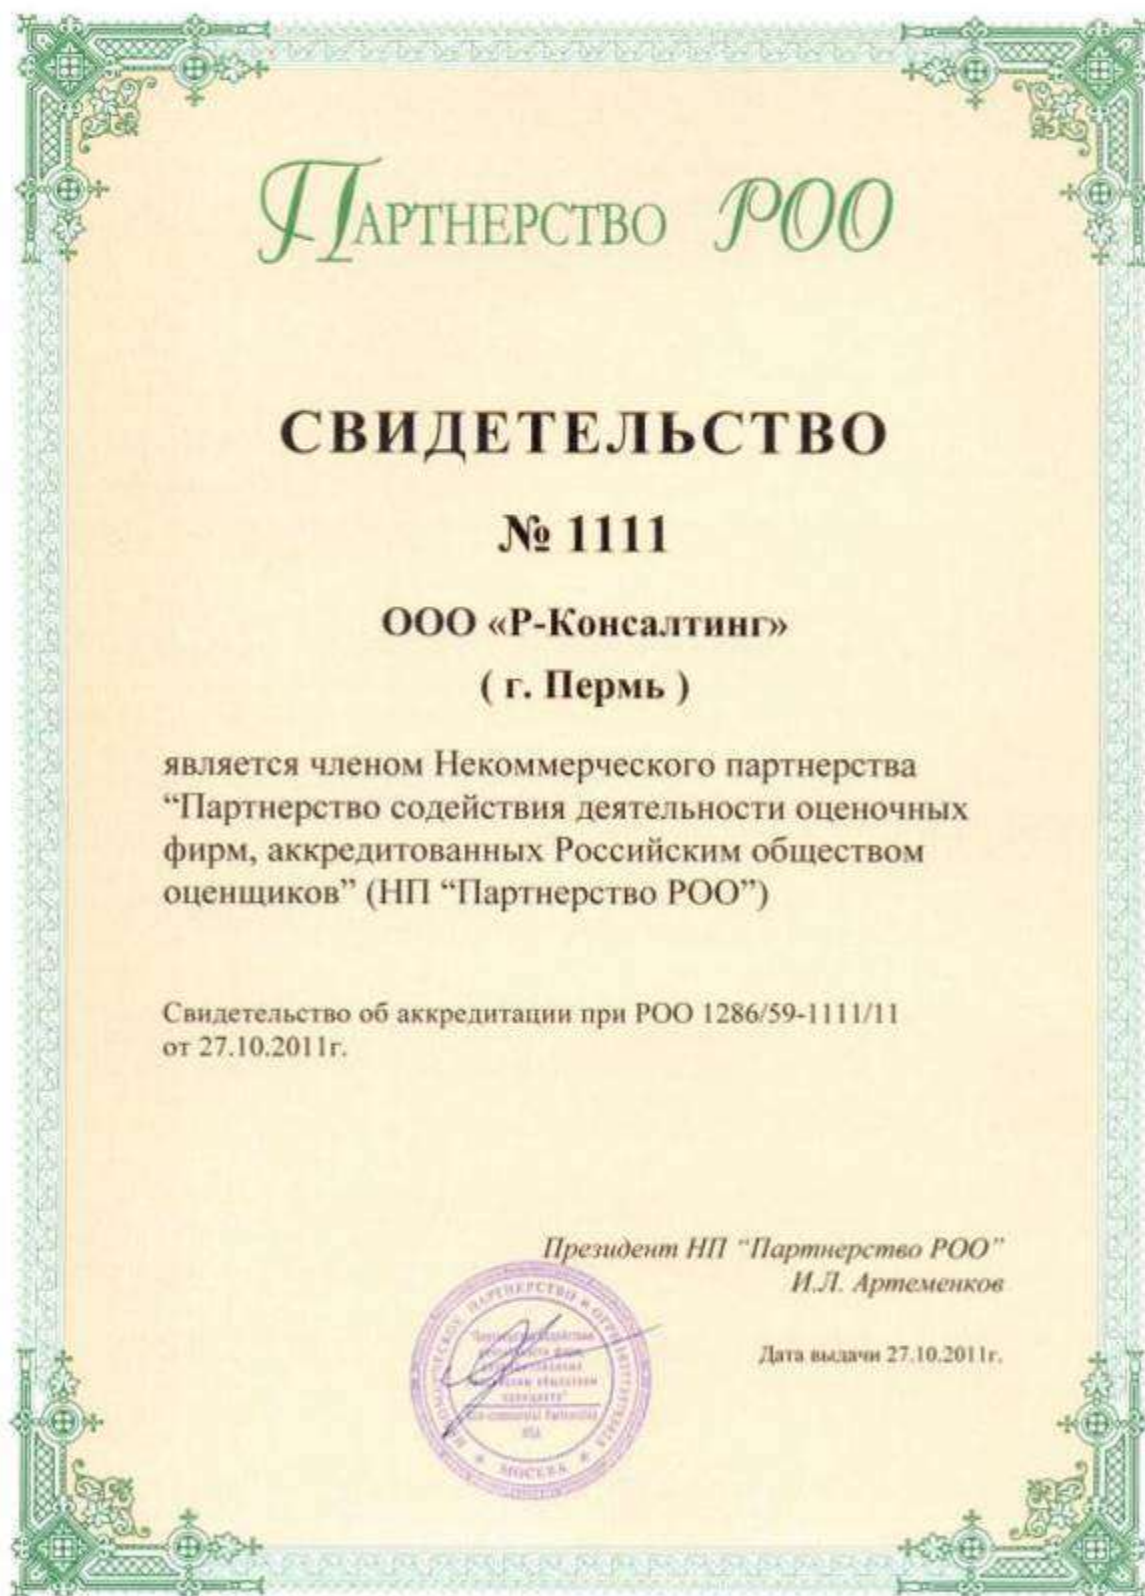 Партнерство РОО
СВИДЕТЕЛЬСТВО
№ 1111
ООО «Р-Консалтинг»
( г. Пермь )
является членом Некоммерческого партнерства
“Партнерство содействия деятельности оценочных
фирм, аккредитованных Российским обществом
оценщиков” (НП “Партнерство РОО”)
Свидетельство об аккредитации при РОО 1286/59-1111/11
от 27.10.2011г.
Президент НП “Партнерство РОО”
И.Л. Артеменков
Дата выдачи 27.10.2011г.
МОСКВА